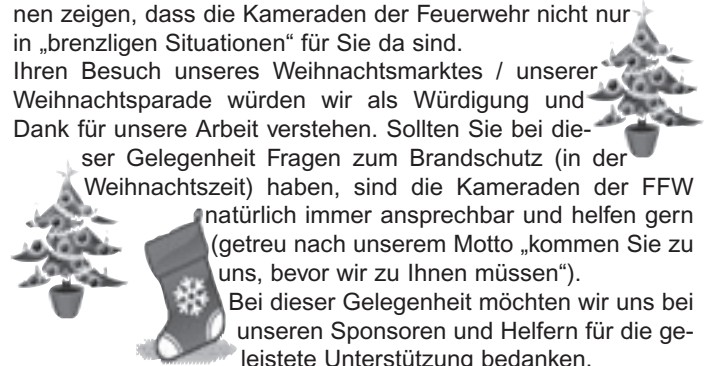 nen zeigen, dass die Kameraden der Feuerwehr nicht nur
in „brenzligen Situationen“ für Sie da sind.
Ihren Besuch unseres Weihnachtsmarktes / unserer
Weihnachtsparade würden wir als Würdigung und
Dank für unsere Arbeit verstehen. Sollten Sie bei die-
ser Gelegenheit Fragen zum Brandschutz (in der
Weihnachtszeit) haben, sind die Kameraden der FFW
natürlich immer ansprechbar und helfen gern
(getreu nach unserem Motto „kommen Sie zu
uns, bevor wir zu Ihnen müssen“).
Bei dieser Gelegenheit möchten wir uns bei
unseren Sponsoren und Helfern für die ge-
leistete Unterstützung bedanken.